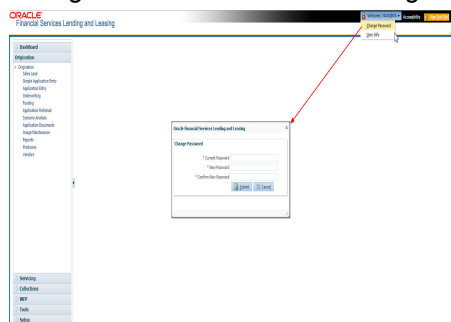 ORACLE
Financial Services Lending and Leasing
Accessibility
Sign Out
Change Password
User Info
DashBoard
Origination
Origination
Sales Lead
Simple Application Entry
Application Entry
Underwriting
Funding
Application Retrieval
Scenario Analysis
Application Documents
Image Maintenance
Reports
Producers
Vendors
Oracle Financial Services Lending and Leasing
Change Password
* Current Password
* New Password
* Confirm New Password
Submit Cancel
Servicing
Collections
WFP
Tools
Setup